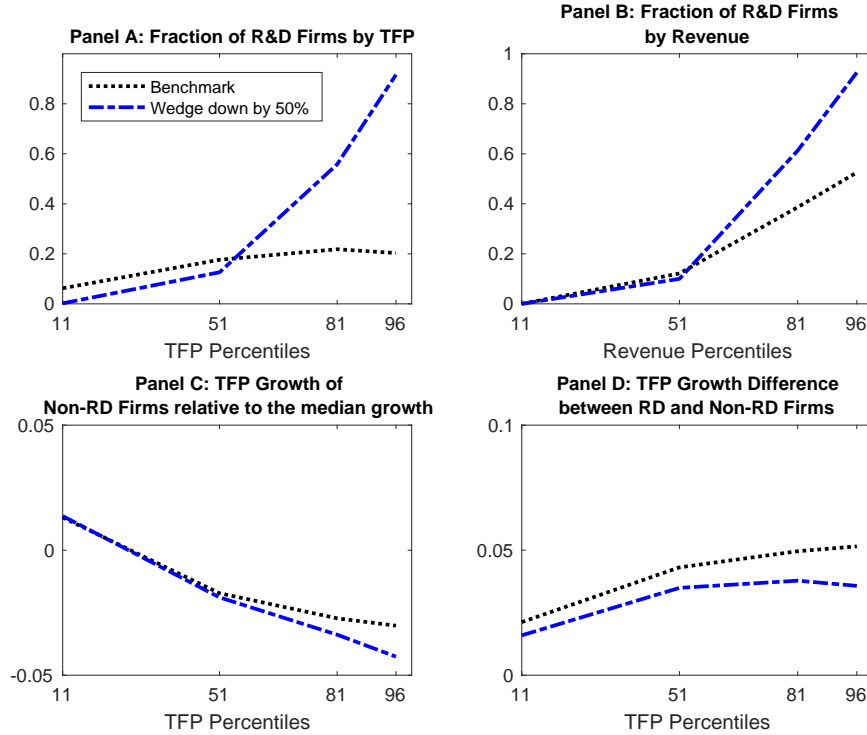 Panel A: Fraction of R&D Firms by TFP
Benchmark
Wedge down by 50%
0.8
0.6
0.4
0.2
0
11
51
81
96
TFP Percentiles
Panel B: Fraction of R&D Firms
by Revenue
1
0.8
0.6
0.4
0.2
0
11
51
81
96
Revenue Percentiles
Panel C: TFP Growth of
Non-RD Firms relative to the median growth
0.05
0
-0.05
11
51
81
96
TFP Percentiles
Panel D: TFP Growth Difference
between RD and Non-RD Firms
0.1
0.05
0
11
51
81
96
TFP Percentiles